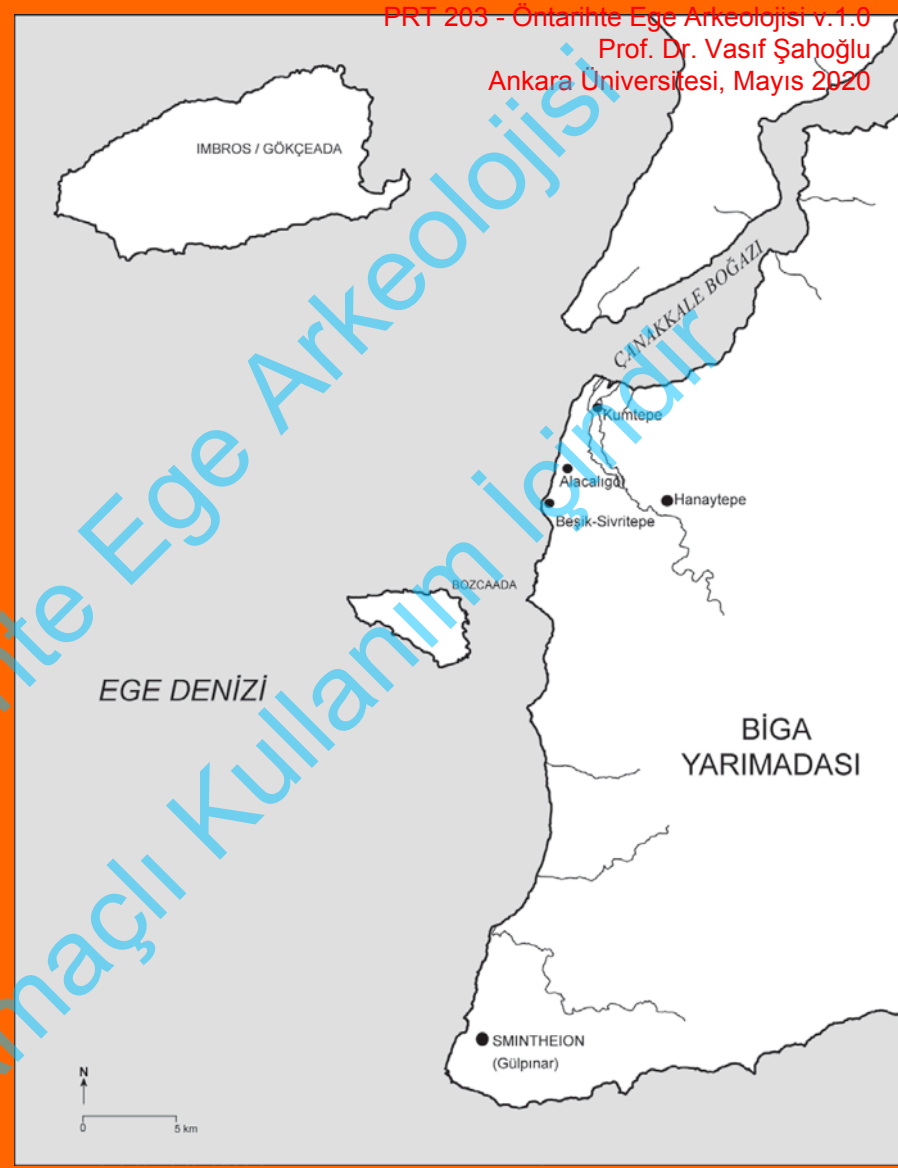 PRT 203 - Öntarihte Ege Arkeolojisi v.1.0
Prof. Dr. Vasıf Şahoğlu
Ankara Üniversitesi, Mayıs 2020
IMBROS / GÖKÇEADA
ÇANAKKALE BOĞAZI
Kumtepe
Alacalıgöl
Hanaytepe
Beşik-Sivritepe
BOZCAADA
EGE DENİZİ
BİGA
YARIMADASI
SMINTHEION
(Gülpınar)
N
0 5 km
Ege Arkeolojisi
Kullanım İçindir